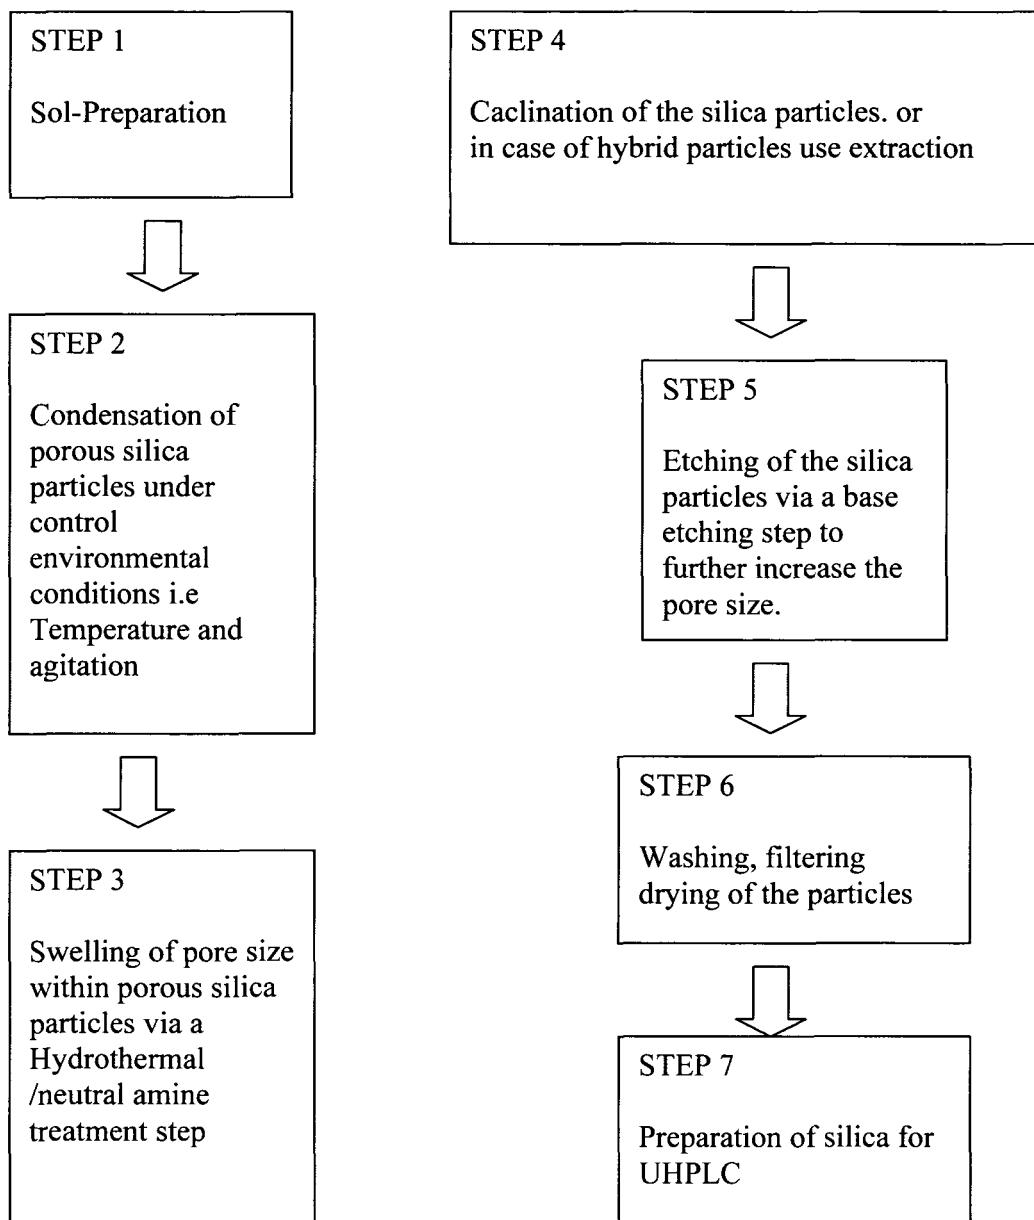 STEP 1
Sol-Preparation
STEP 2
Condensation of
porous silica
particles under
control
environmental
conditions i.e
Temperature and
agitation
STEP 3
Swelling of pore size
within porous silica
particles via a
Hydrothermal
/neutral amine
treatment step
STEP 4
Caclination of the silica particles. or
in case of hybrid particles use extraction
STEP 5
Etching of the silica
particles via a base
etching step to
further increase the
pore size.
STEP 6
Washing, filtering
drying of the particles
STEP 7
Preparation of silica for
UHPLC